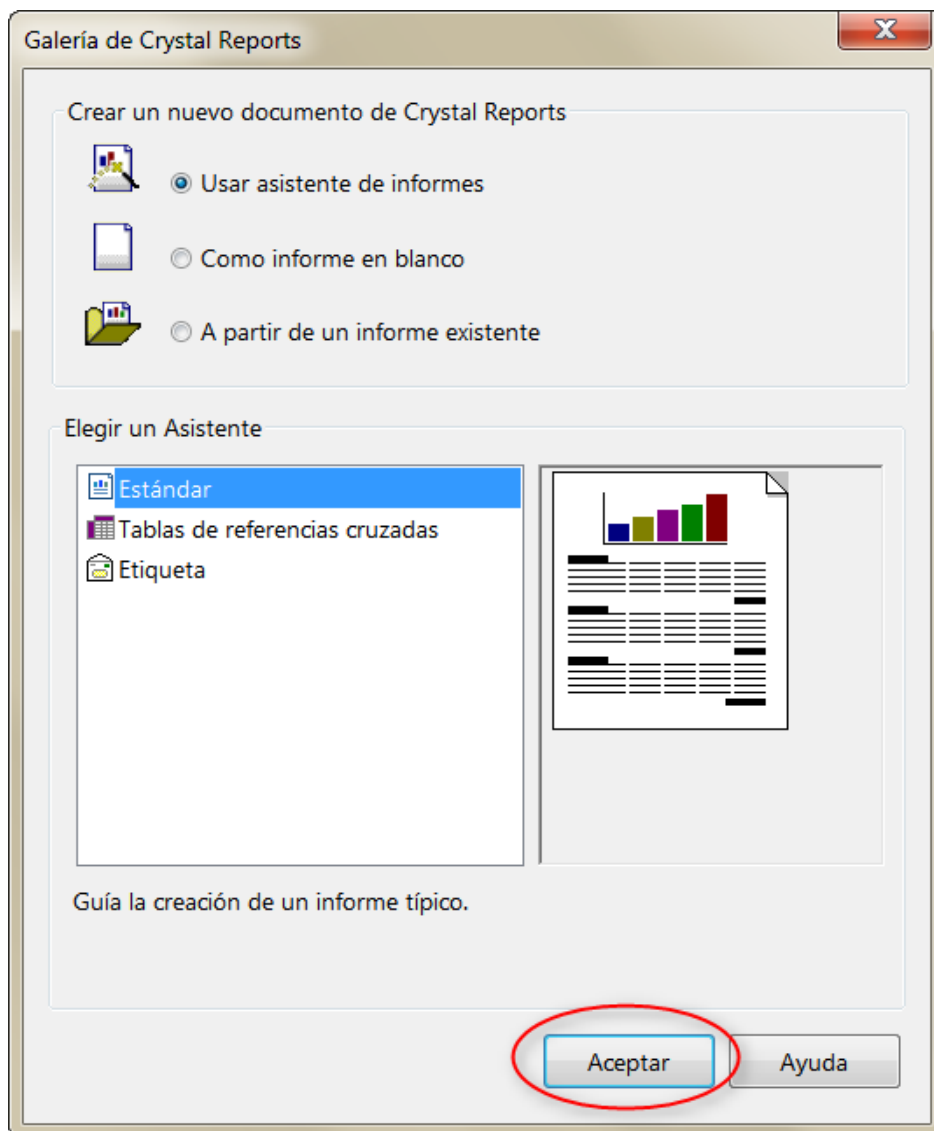 Galería de Crystal Reports
Crear un nuevo documento de Crystal Reports
Usar asistente de informes
Como informe en blanco
A partir de un informe existente
Elegir un Asistente
Estándar
Tablas de referencias cruzadas
Etiqueta
Guía la creación de un informe típico.
Aceptar
Ayuda